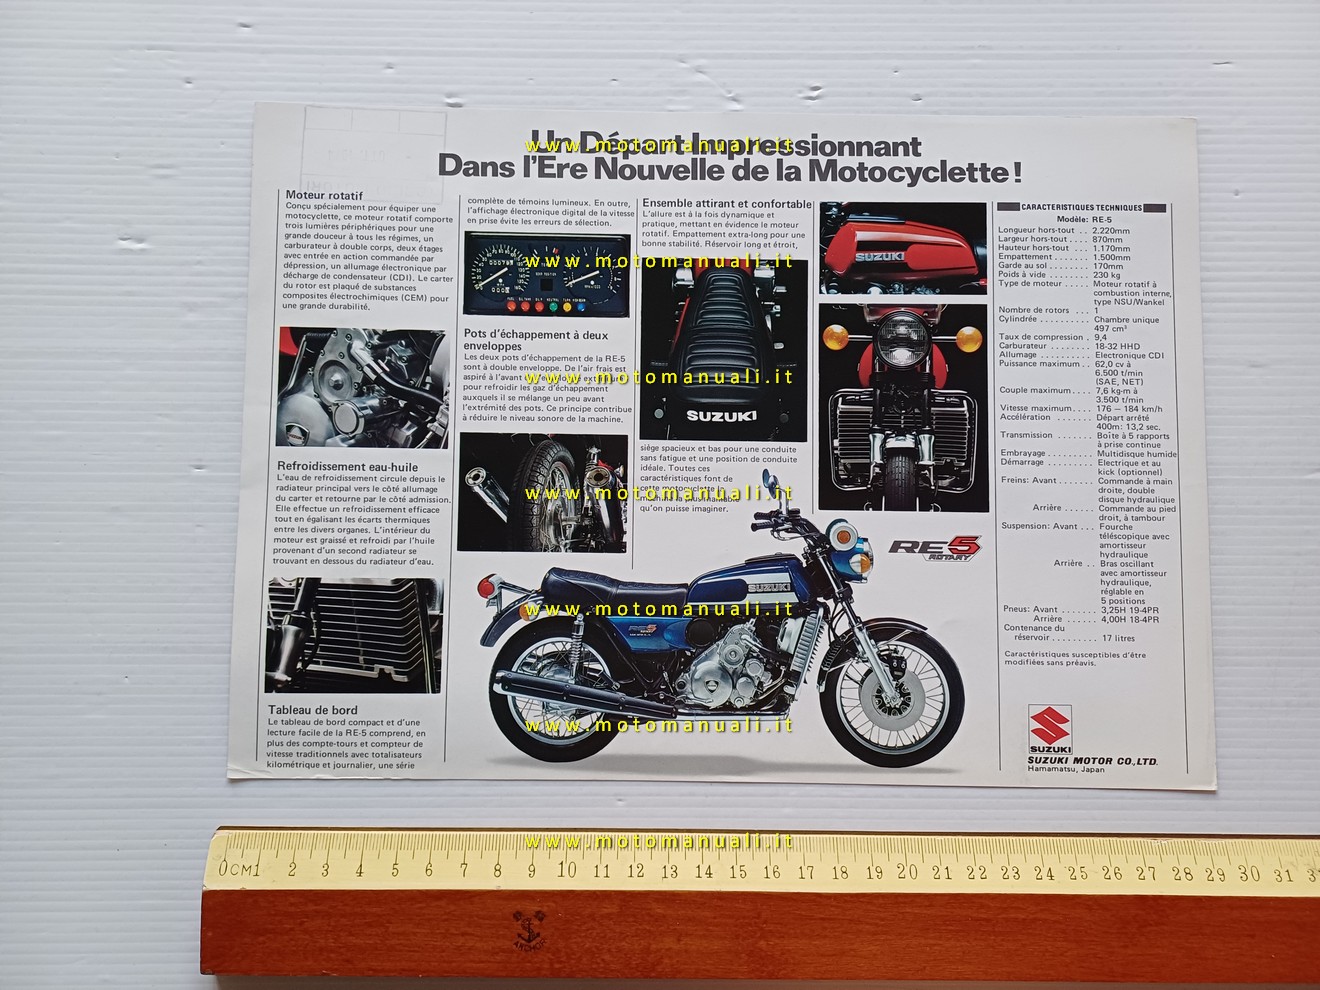 Un Départ Impressionnant
Dans l'Ere Nouvelle de la Motocyclette!
Moteur rotatif
Conçu spécialement pour équiper une
motocyclette, ce moteur rotatif comporte
trois lumières périphériques pour une
grande douceur à tous les régimes, un
carburateur à double corps, deux étages
avec entrée en action commandée par
dépression, un allumage électronique par
décharge de condensateur (CDI). Le carter
du rotor est plaqué de substances
composites électrochimiques (CEM) pour
une grande durabilité.
Refroidissement eau-huile
L'eau de refroidissement circule depuis le
radiateur principal vers le côté allumage
du carter et retourne par le côté admission.
Elle effectue un refroidissement efficace
tout en égalisant les écarts thermiques
entre les divers organes. L'intérieur du
moteur est graissé et refroidi par l'huile
provenant d'un second radiateur se
trouvant en dessous du radiateur d'eau.
Tableau de bord
Le tableau de bord compact et d'une
lecture facile de la RE-5 comprend, en
plus des compte-tours et compteur de
vitesse traditionnels avec totalisateurs
kilométrique et journalier, une série
complète de témoins lumineux. En outre,
l'affichage électronique digital de la vitesse
en prise évite les erreurs de sélection.
Pots d'échappement à deux
enveloppes
Les deux pots d'échappement de la RE-5
sont à double enveloppe. De l'air frais est
aspiré à l'avant
pour refroidir les gaz d'échappement
auxquels il se mélange un peu avant
l'extrémité des pots. Ce principe contribue
à réduire le niveau sonore de la machine.
Ensemble attirant et confortable
L'allure est à la fois dynamique et
pratique, mettant en évidence le moteur
rotatif. Empattement extra-long pour une
bonne stabilité. Réservoir long et étroit,
SUZUKI
siège spacieux et bas pour une conduite
sans fatigue et une position de conduite
idéale. Toutes ces
caractéristiques font de
cette motocyclette la
qu'on puisse imaginer.
SUZUKI
RE5
ROTARY
SUZUKI
CARACTERISTIQUES TECHNIQUES
Modèle: RE-5
Longueur hors-tout .. 2.220mm
Largeur hors-tout .... 870mm
Hauteur hors-tout ... 1.170mm
Empattement ....... 1.500mm
Garde au sol ........ 170mm
Poids à vide ........ 230 kg
Type de moteur ..... Moteur rotatif à
combustion interne,
type NSU/Wankel
Nombre de rotors ... 1
Cylindrée .......... Chambre unique
497 cm³
Taux de compression . 9,4
Carburateur ........ 18-32 HHD
Allumage .......... Electronique CDI
Puissance maximum .. 62,0 cv à
6.500 t/min
(SAE, NET)
Couple maximum.... 7,6 kg-m à
3.500 t/min
Vitesse maximum.... 176 — 184 km/h
Accélération ....... Départ arrêté
400m: 13,2 sec.
Transmission ....... Boîte à 5 rapports
à prise continue
Embrayage ......... Multidisque humide
Démarrage ......... Electrique et au
kick (optionnel)
Freins: Avant ....... Commande à main
droite, double
disque hydraulique
Arrière ...... Commande au pied
droit, à tambour
Suspension: Avant ... Fourche
téléscopique avec
amortisseur
hydraulique
Arrière .. Bras oscillant
avec amortisseur
hydraulique,
réglable en
5 positions
Pneus: Avant ....... 3,25H 19-4PR
Arrière ...... 4,00H 18-4PR
Contenance du
réservoir .......... 17 litres
Caractéristiques susceptibles d'être
modifiées sans préavis.
SUZUKI
SUZUKI MOTOR CO.,LTD.
Hamamatsu, Japan
www.motomanuali.it
www.motomanuali.it
www.motomanuali.it
www.motomanuali.it
www.motomanuali.it
www.motomanuali.it
www.motomanuali.it
0CM1 2 3 4 5 6 7 8 9 10 11 12 13 14 15 16 17 18 19 20 21 22 23 24 25 26 27 28 29 30 31
ANCHOR